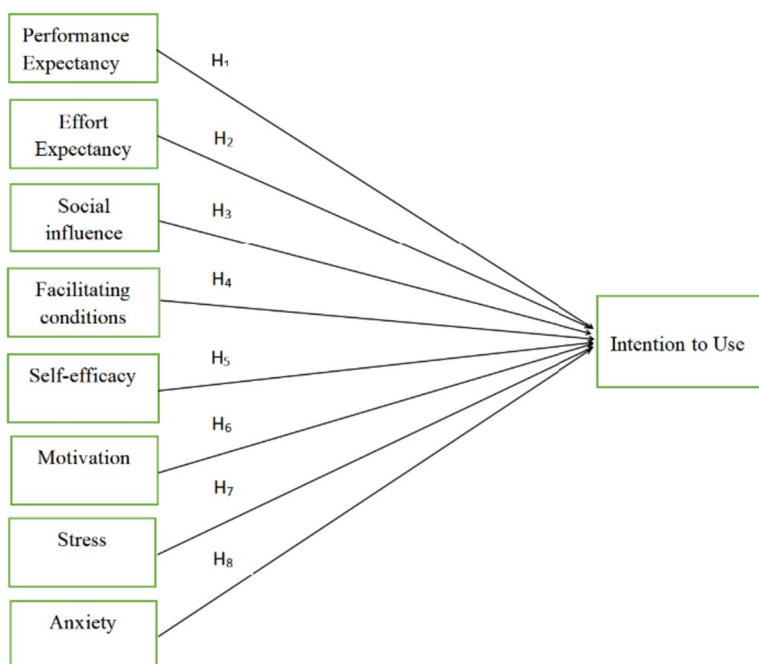 Performance
Expectancy
H₁
Effort
Expectancy
H₂
Social
influence
H₃
Facilitating
conditions
H₄
Intention to Use
Self-efficacy
H₅
Motivation
H₆
Stress
H₇
Anxiety
H₈